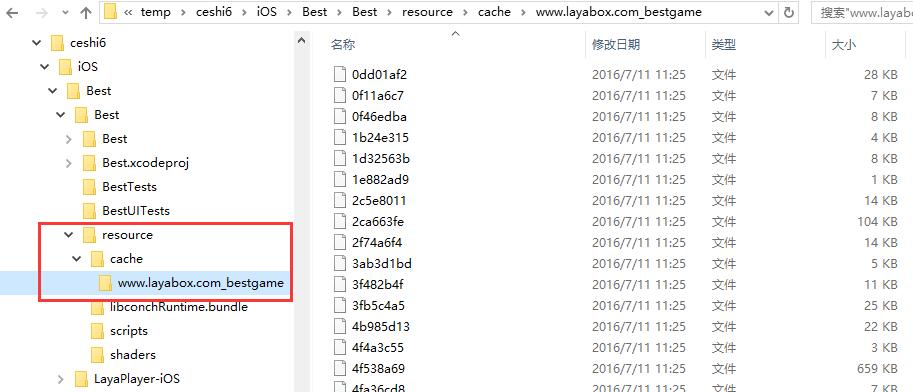 « temp > ceshi6 > iOS > Best > Best > resource > cache > www.layabox.com_bestgame
搜索"www.layab
ceshi6
iOS
Best
Best
Best
Best.xcodeproj
BestTests
BestUITests
resource
cache
www.layabox.com_bestgame
libconchRuntime.bundle
scripts
shaders
LayaPlayer-iOS
名称 修改日期 类型 大小
0dd01af2 2016/7/11 11:25 文件 28 KB
0f11a6c7 2016/7/11 11:25 文件 7 KB
0f46edba 2016/7/11 11:25 文件 8 KB
1b24e315 2016/7/11 11:25 文件 4 KB
1d32563b 2016/7/11 11:25 文件 8 KB
1e882ad9 2016/7/11 11:25 文件 1 KB
2c5e8011 2016/7/11 11:25 文件 14 KB
2ca663fe 2016/7/11 11:25 文件 104 KB
2f74a6f4 2016/7/11 11:25 文件 14 KB
3ab3d1bd 2016/7/11 11:25 文件 5 KB
3f482b4f 2016/7/11 11:25 文件 11 KB
3fb5c4a5 2016/7/11 11:25 文件 25 KB
4b985d13 2016/7/11 11:25 文件 22 KB
4f4a3c55 2016/7/11 11:25 文件 3 KB
4f538a69 2016/7/11 11:25 文件 659 KB
4fa36cd8 2016/7/11 11:25 文件 7 KB